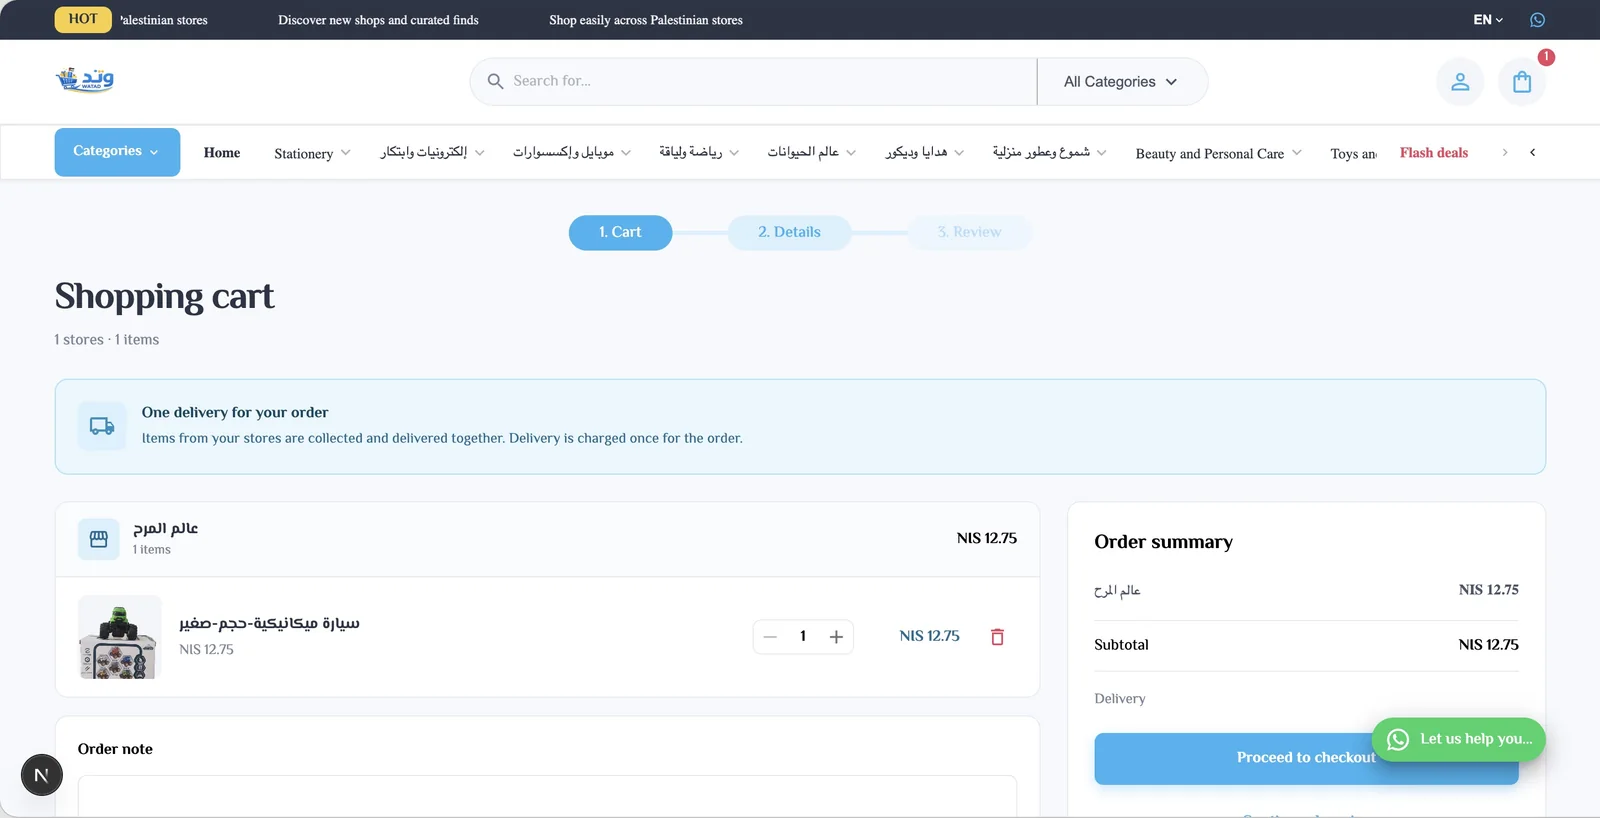 HOT
Palestinian stores
Discover new shops and curated finds
Shop easily across Palestinian stores
EN
وتد
WATAD
Search for...
All Categories
1
Categories
Home
Stationery
إلكترونيات وابتكار
موبايل وإكسسوارات
رياضة ولياقة
عالم الحيوانات
هدايا وديكور
شموع وعطور منزلية
Beauty and Personal Care
Toys an
Flash deals
1. Cart
2. Details
3. Review
Shopping cart
1 stores · 1 items
One delivery for your order
Items from your stores are collected and delivered together. Delivery is charged once for the order.
عالم المرح
1 items
NIS 12.75
سيارة ميكانيكية-حجم-صغير
NIS 12.75
1
NIS 12.75
Order note
N
Order summary
عالم المرح
NIS 12.75
Subtotal
NIS 12.75
Delivery
Let us help you...
Proceed to checkout